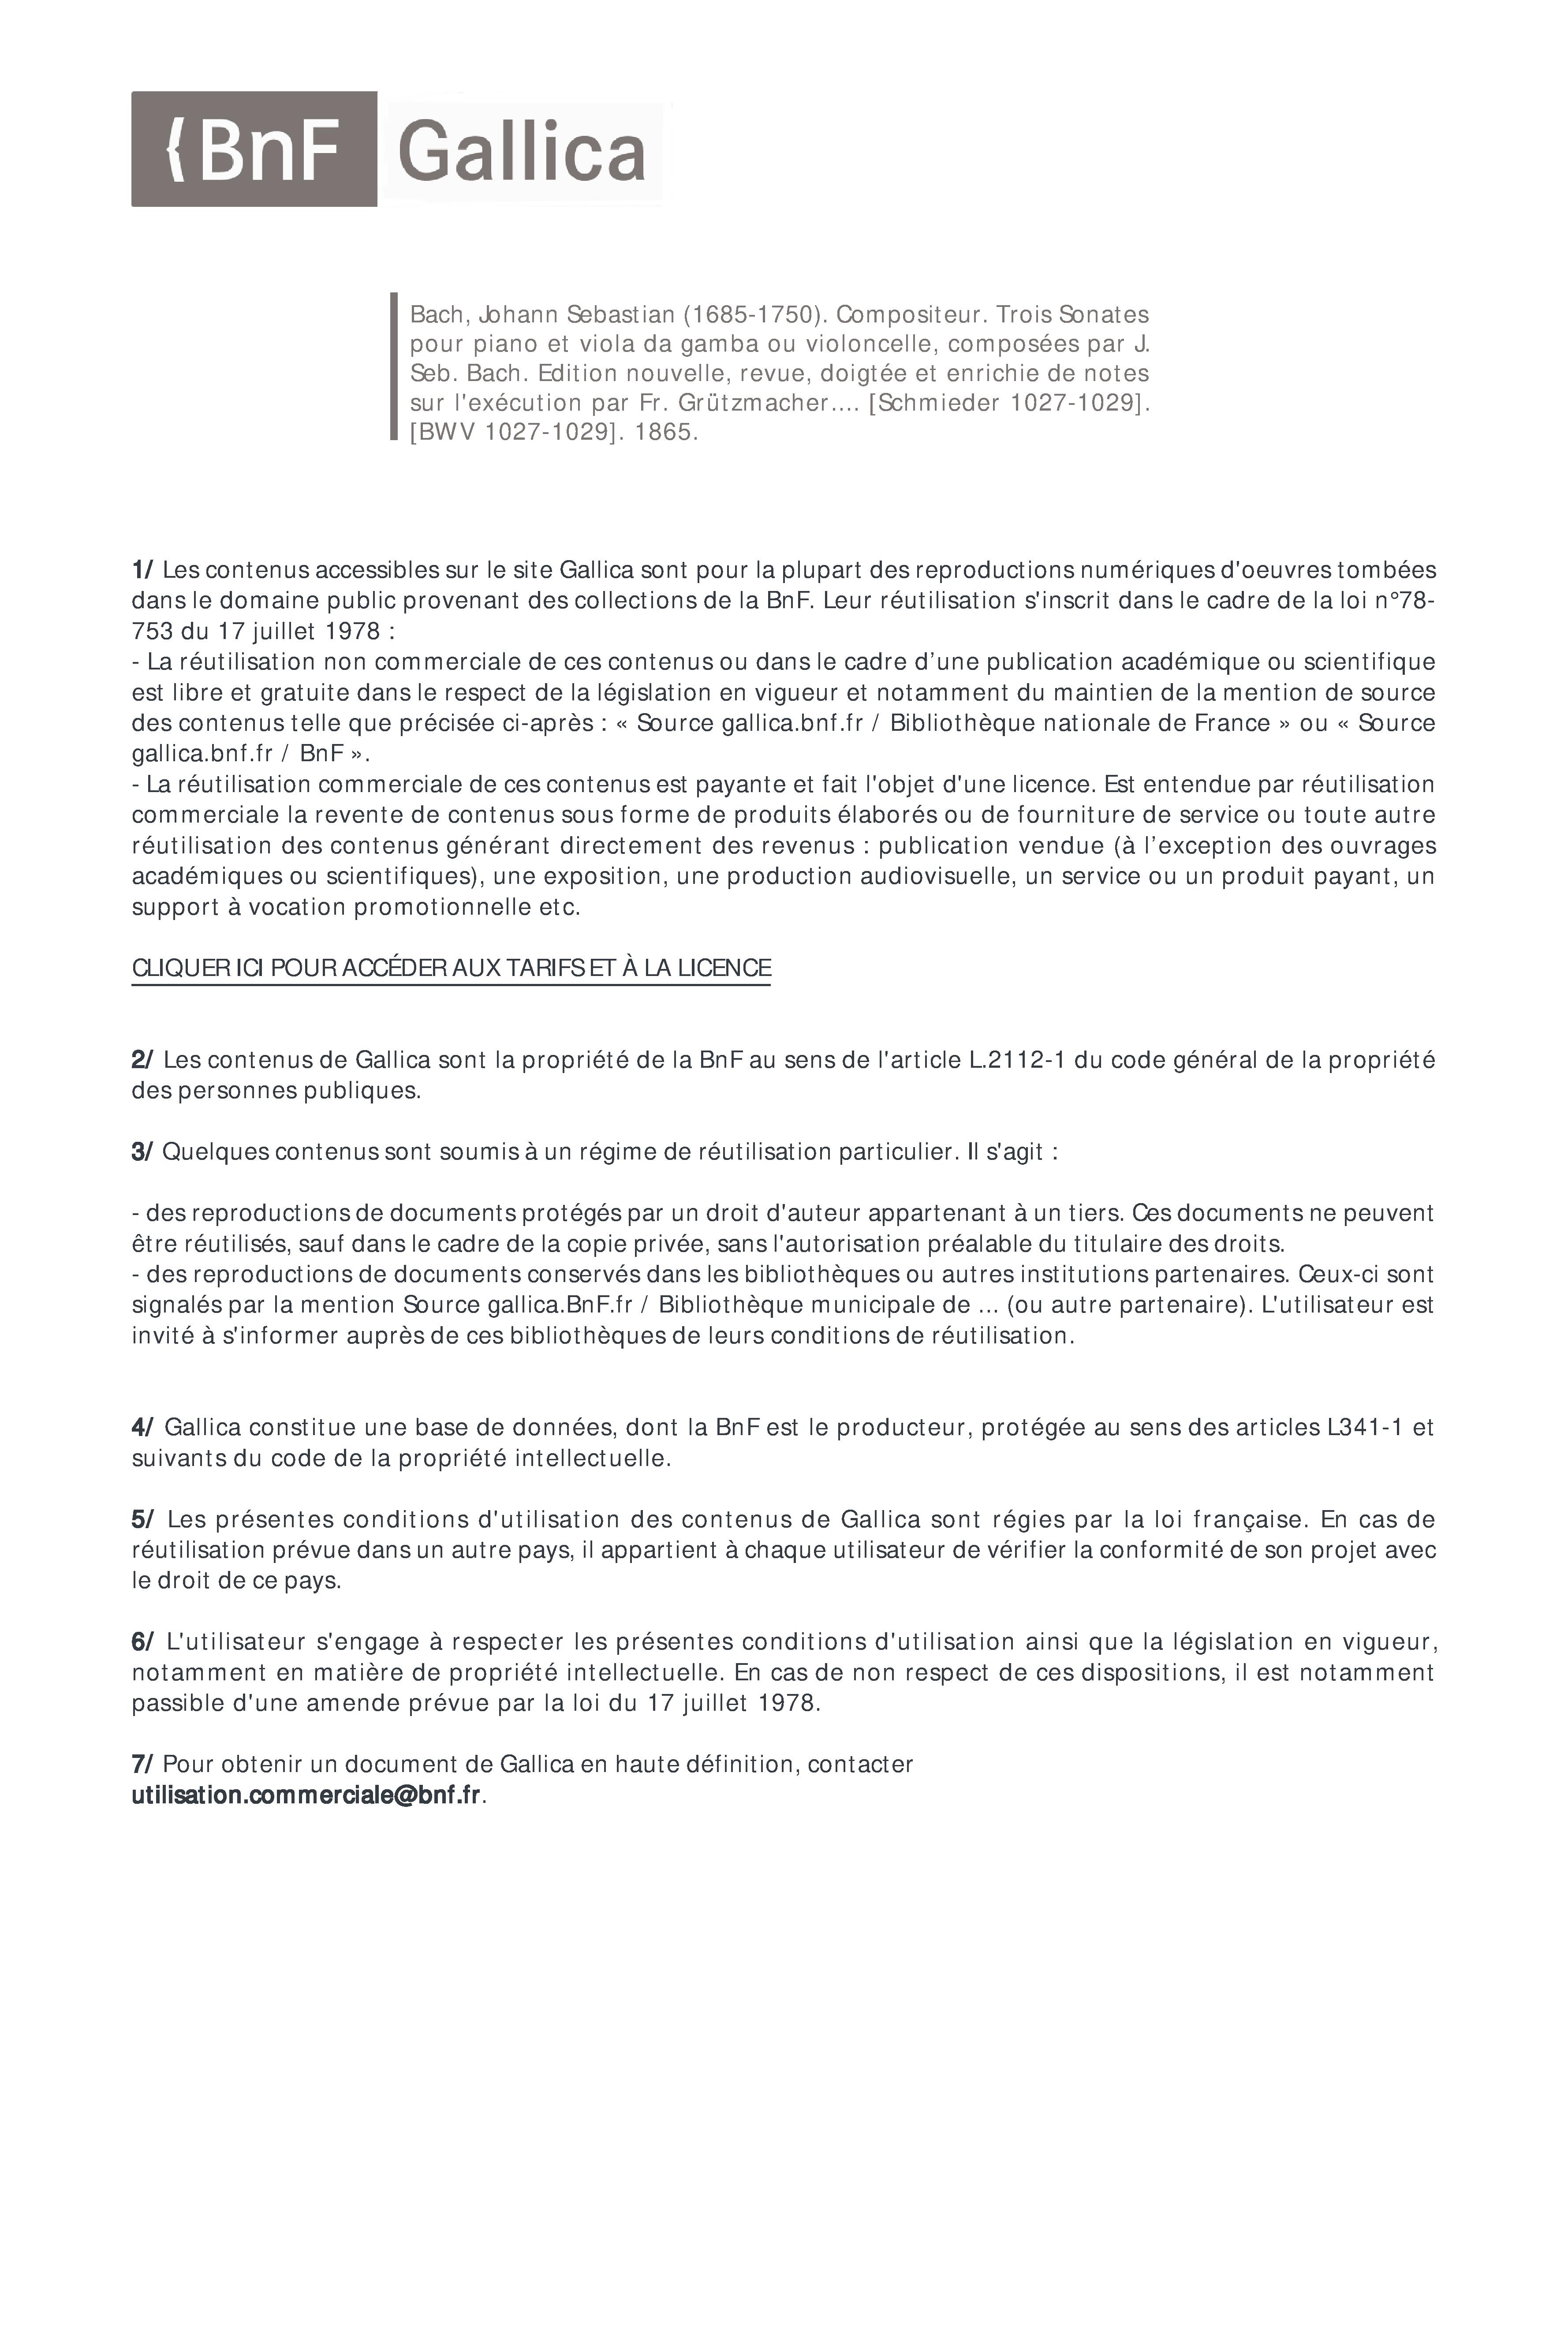 {BnF Gallica
Bach, Johann Sebastian (1685-1750). Compositeur. Trois Sonates
pour piano et viola da gamba ou violoncelle, composées par J.
Seb. Bach. Edition nouvelle, revue, doigtée et enrichie de notes
sur l'exécution par Fr. Grützmacher.... [Schmieder 1027-1029].
[BWV 1027-1029]. 1865.
1/ Les contenus accessibles sur le site Gallica sont pour la plupart des reproductions numériques d'oeuvres tombées
dans le domaine public provenant des collections de la BnF. Leur réutilisation s'inscrit dans le cadre de la loi n°78-
753 du 17 juillet 1978 :
- La réutilisation non commerciale de ces contenus ou dans le cadre d’une publication académique ou scientifique
est libre et gratuite dans le respect de la législation en vigueur et notamment du maintien de la mention de source
des contenus telle que précisée ci-après : « Source gallica.bnf.fr / Bibliothèque nationale de France » ou « Source
gallica.bnf.fr / BnF ».
- La réutilisation commerciale de ces contenus est payante et fait l'objet d'une licence. Est entendue par réutilisation
commerciale la revente de contenus sous forme de produits élaborés ou de fourniture de service ou toute autre
réutilisation des contenus générant directement des revenus : publication vendue (à l’exception des ouvrages
académiques ou scientifiques), une exposition, une production audiovisuelle, un service ou un produit payant, un
support à vocation promotionnelle etc.
CLIQUER ICI POUR ACCÉDER AUX TARIFS ET À LA LICENCE
2/ Les contenus de Gallica sont la propriété de la BnF au sens de l'article L.2112-1 du code général de la propriété
des personnes publiques.
3/ Quelques contenus sont soumis à un régime de réutilisation particulier. Il s'agit :
- des reproductions de documents protégés par un droit d'auteur appartenant à un tiers. Ces documents ne peuvent
être réutilisés, sauf dans le cadre de la copie privée, sans l'autorisation préalable du titulaire des droits.
- des reproductions de documents conservés dans les bibliothèques ou autres institutions partenaires. Ceux-ci sont
signalés par la mention Source gallica.BnF.fr / Bibliothèque municipale de ... (ou autre partenaire). L'utilisateur est
invité à s'informer auprès de ces bibliothèques de leurs conditions de réutilisation.
4/ Gallica constitue une base de données, dont la BnF est le producteur, protégée au sens des articles L341-1 et
suivants du code de la propriété intellectuelle.
5/ Les présentes conditions d'utilisation des contenus de Gallica sont régies par la loi française. En cas de
réutilisation prévue dans un autre pays, il appartient à chaque utilisateur de vérifier la conformité de son projet avec
le droit de ce pays.
6/ L'utilisateur s'engage à respecter les présentes conditions d'utilisation ainsi que la législation en vigueur,
notamment en matière de propriété intellectuelle. En cas de non respect de ces dispositions, il est notamment
passible d'une amende prévue par la loi du 17 juillet 1978.
7/ Pour obtenir un document de Gallica en haute définition, contacter
utilisation.commerciale@bnf.fr.